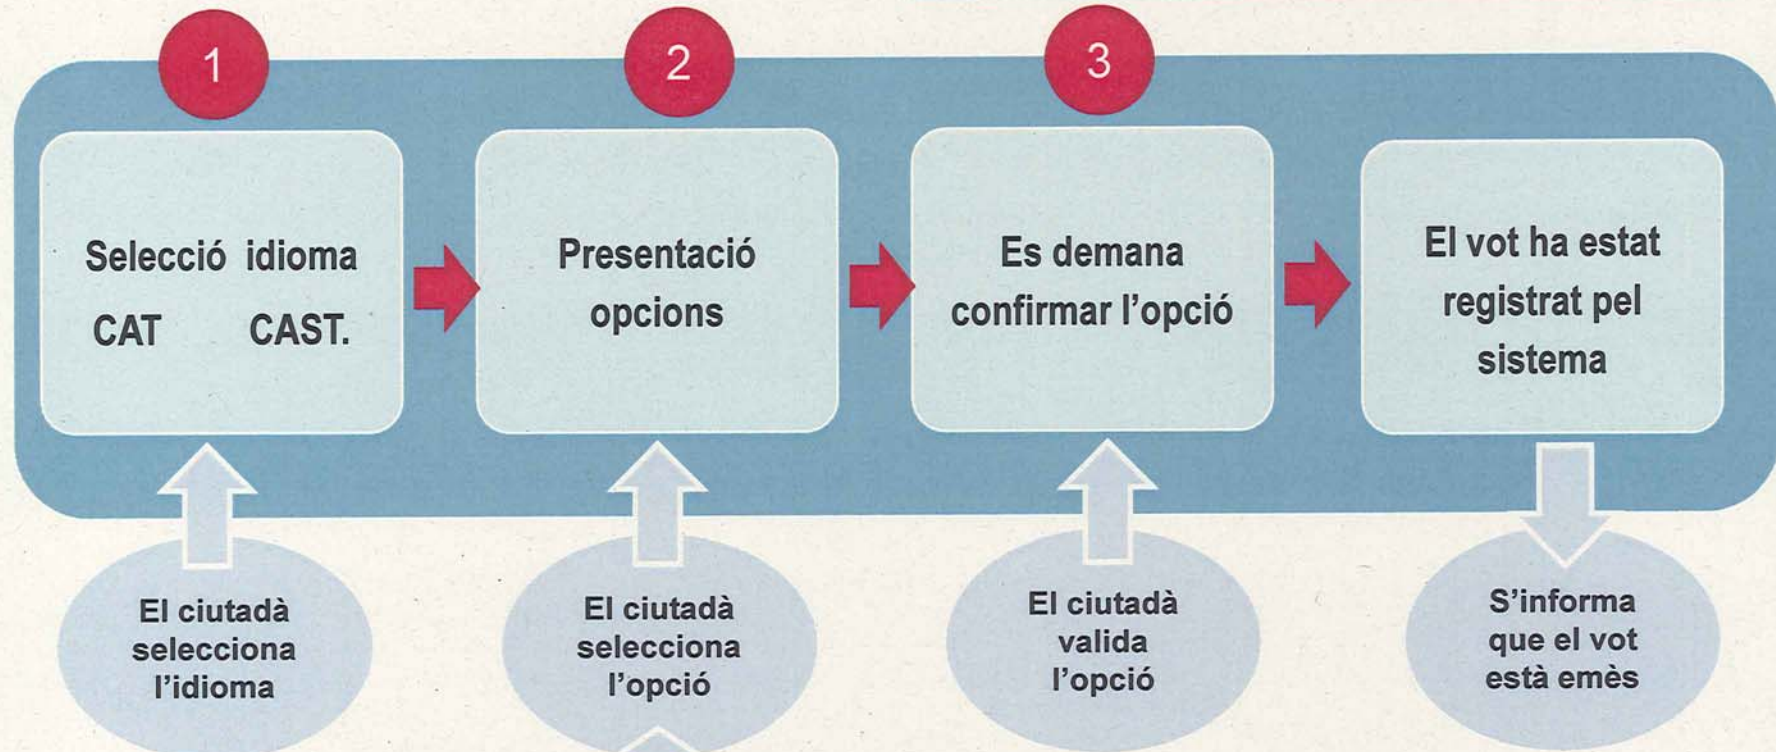 1
2
3
Selecció idioma
CAT CAST.
Presentació
opcions
Es demana
confirmar l'opció
El vot ha estat
registrat pel
sistema
El ciutadà
selecciona
l'idioma
El ciutadà
selecciona
l'opció
El ciutadà
valida
l'opció
S'informa
que el vot
està emès